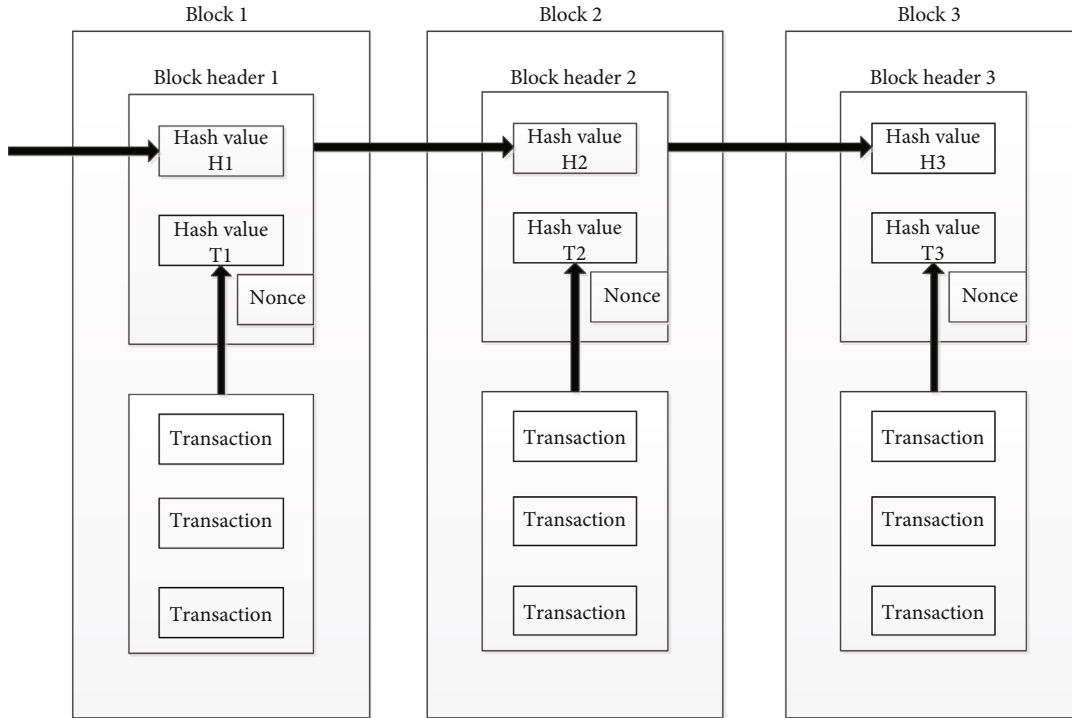 Block 1
Block header 1
Hash value
H1
Hash value
T1
Nonce
Transaction
Transaction
Transaction
Block 2
Block header 2
Hash value
H2
Hash value
T2
Nonce
Transaction
Transaction
Transaction
Block 3
Block header 3
Hash value
H3
Hash value
T3
Nonce
Transaction
Transaction
Transaction